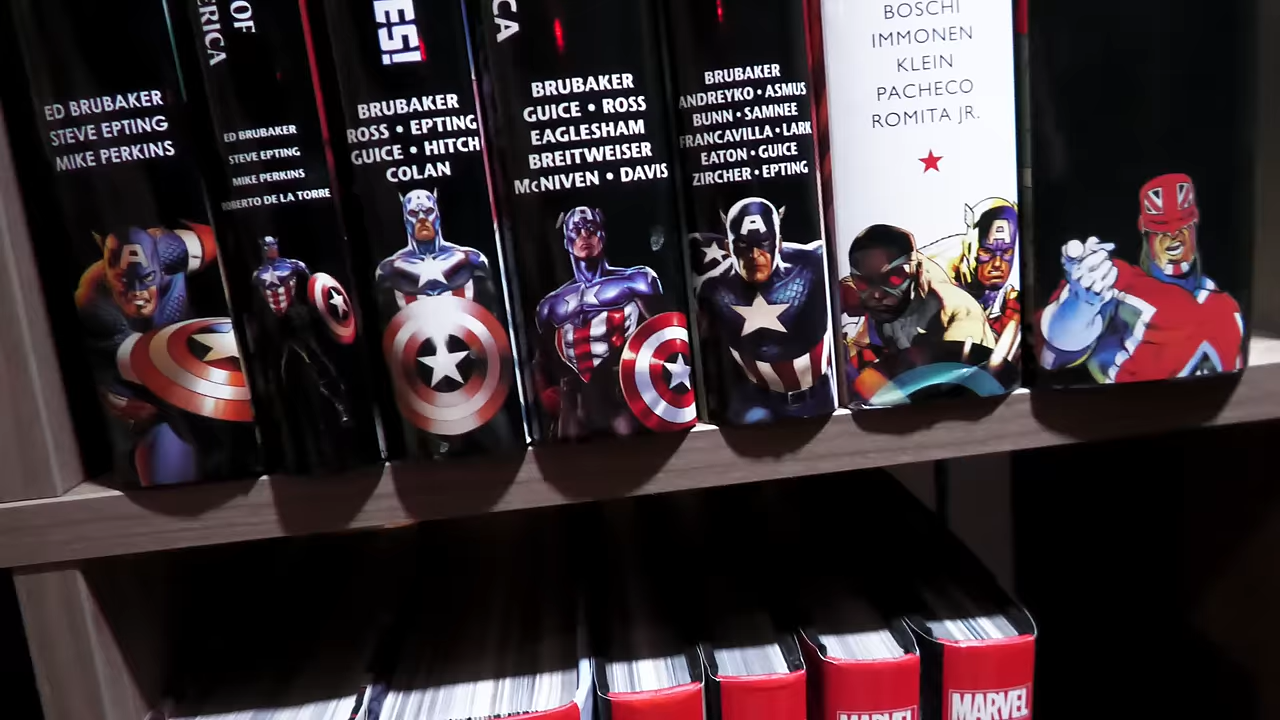 OF
ERICA
ED BRUBAKER
STEVE EPTING
MIKE PERKINS
ED BRUBAKER
STEVE EPTING
MIKE PERKINS
ROBERTO DE LA TORRE
ES!
BRUBAKER
ROSS • EPTING
GUICE • HITCH
COLAN
CA
BRUBAKER
GUICE • ROSS
EAGLESHAM
BREITWEISER
McNIVEN • DAVIS
BRUBAKER
ANDREYKO • ASMUS
BUNN • SAMNEE
FRANCAVILLA • LARK
EATON • GUICE
ZIRCHER • EPTING
BOSCHI
IMMONEN
KLEIN
PACHECO
ROMITA JR.
MARVEL
MARVEL